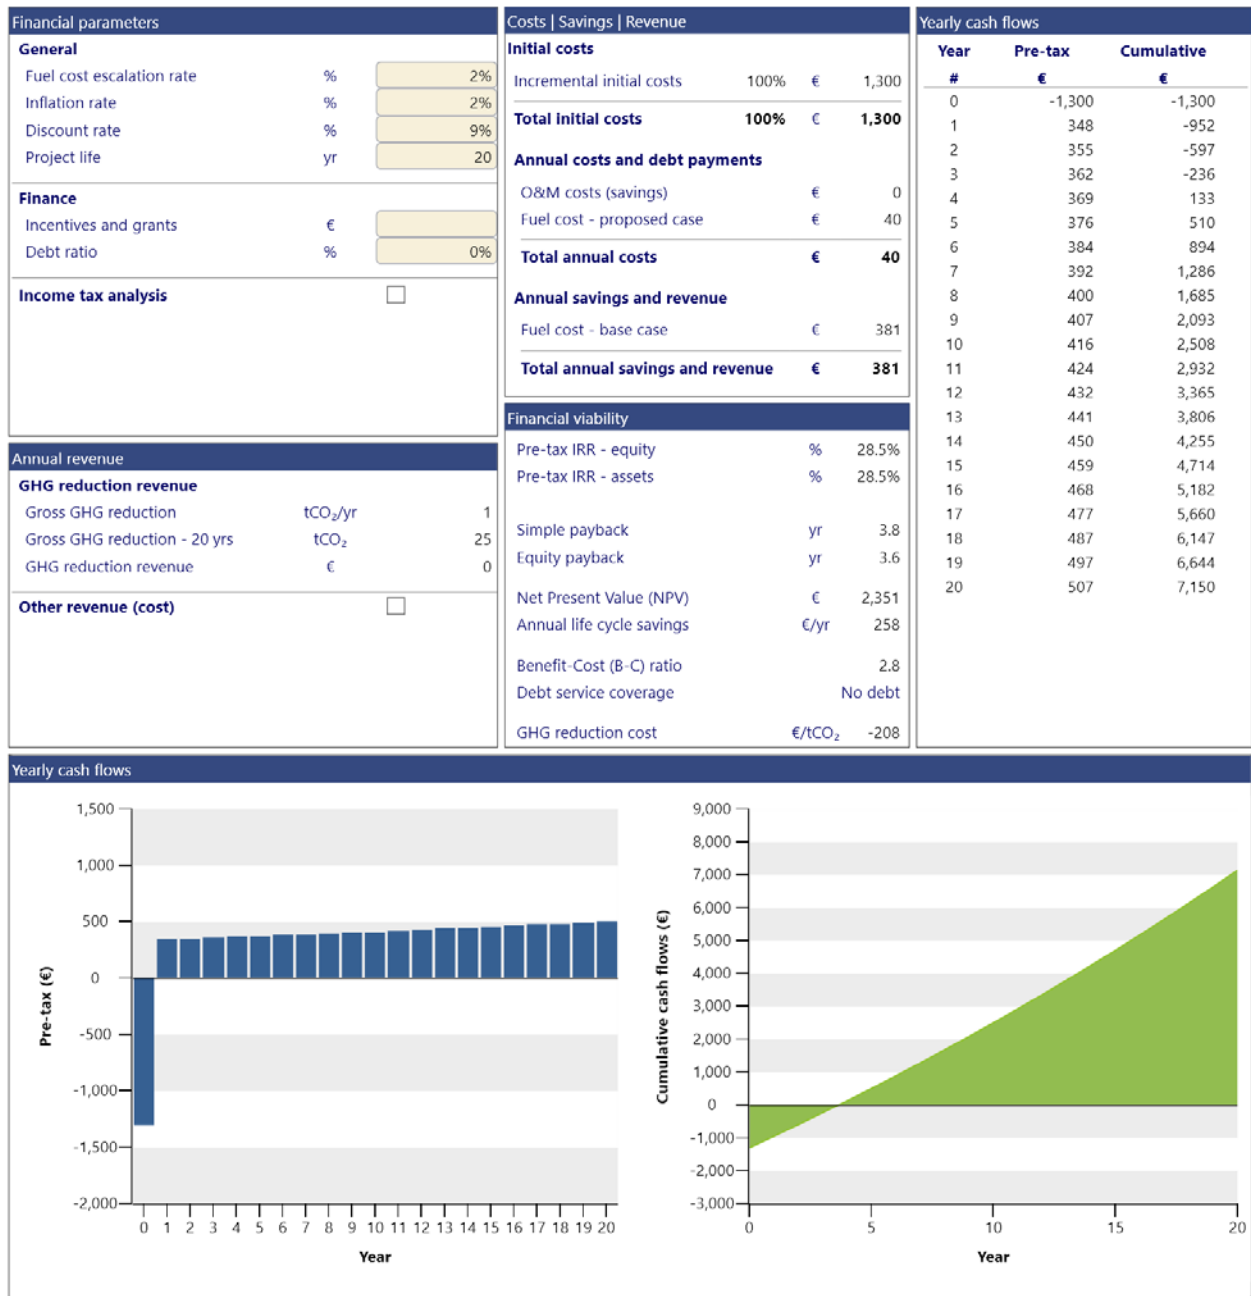 Financial parameters
General
Fuel cost escalation rate % 2%
Inflation rate % 2%
Discount rate % 9%
Project life yr 20
Finance
Incentives and grants €
Debt ratio % 0%
Income tax analysis
Annual revenue
GHG reduction revenue
Gross GHG reduction tCO₂/yr 1
Gross GHG reduction - 20 yrs tCO₂ 25
GHG reduction revenue € 0
Other revenue (cost)
Costs | Savings | Revenue
Initial costs
Incremental initial costs 100% € 1,300
Total initial costs 100% € 1,300
Annual costs and debt payments
O&M costs (savings) € 0
Fuel cost - proposed case € 40
Total annual costs € 40
Annual savings and revenue
Fuel cost - base case € 381
Total annual savings and revenue € 381
Financial viability
Pre-tax IRR - equity % 28.5%
Pre-tax IRR - assets % 28.5%
Simple payback yr 3.8
Equity payback yr 3.6
Net Present Value (NPV) € 2,351
Annual life cycle savings €/yr 258
Benefit-Cost (B-C) ratio 2.8
Debt service coverage No debt
GHG reduction cost €/tCO₂ -208
Yearly cash flows
Year Pre-tax Cumulative
# € €
0 -1,300 -1,300
1 348 -952
2 355 -597
3 362 -236
4 369 133
5 376 510
6 384 894
7 392 1,286
8 400 1,685
9 407 2,093
10 416 2,508
11 424 2,932
12 432 3,365
13 441 3,806
14 450 4,255
15 459 4,714
16 468 5,182
17 477 5,660
18 487 6,147
19 497 6,644
20 507 7,150
Yearly cash flows
Pre-tax (€)
1,500
1,000
500
0
-500
-1,000
-1,500
-2,000
0 1 2 3 4 5 6 7 8 9 10 11 12 13 14 15 16 17 18 19 20
Year
Cumulative cash flows (€)
9,000
8,000
7,000
6,000
5,000
4,000
3,000
2,000
1,000
0
-1,000
-2,000
-3,000
0 5 10 15 20
Year